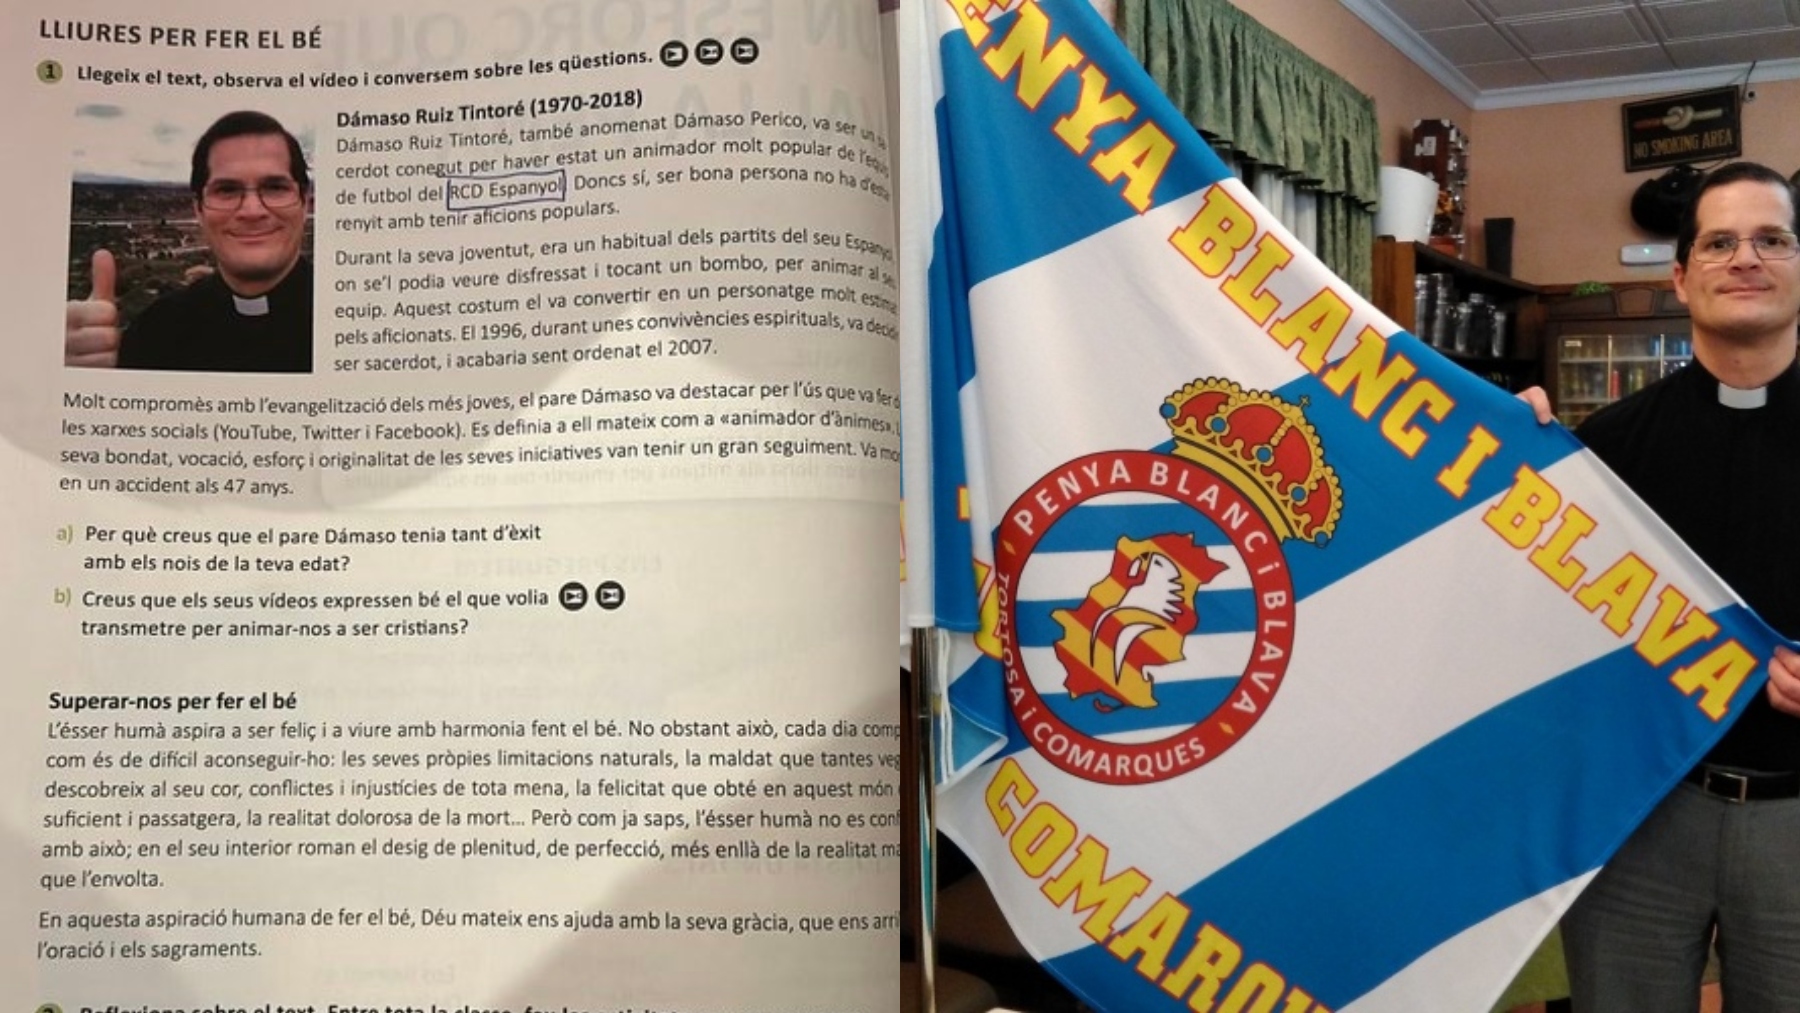 LLIURES PER FER EL BÉ
1 Llegeix el text, observa el vídeo i conversem sobre les qüestions.
Dámaso Ruiz Tintoré (1970-2018)
Dámaso Ruiz Tintoré, també anomenat Dámaso Perico, va ser un sa
cerdot conegut per haver estat un animador molt popular de l'equip
de futbol del RCD Espanyol. Doncs sí, ser bona persona no ha d'esta
renyit amb tenir aficions populars.
Durant la seva joventut, era un habitual dels partits del seu Espanyol
on se'l podia veure disfressat i tocant un bombo, per animar al seu
equip. Aquest costum el va convertir en un personatge molt estima
pels aficionats. El 1996, durant unes convivències espirituals, va decidi
ser sacerdot, i acabaria sent ordenat el 2007.
Molt compromès amb l'evangelització dels més joves, el pare Dámaso va destacar per l'ús que va fer d
les xarxes socials (YouTube, Twitter i Facebook). Es definia a ell mateix com a «animador d'ànimes».
seva bondat, vocació, esforç i originalitat de les seves iniciatives van tenir un gran seguiment. Va mo
en un accident als 47 anys.
a) Per què creus que el pare Dámaso tenia tant d'èxit
amb els nois de la teva edat?
b) Creus que els seus vídeos expressen bé el que volia
transmetre per animar-nos a ser cristians?
Superar-nos per fer el bé
L'ésser humà aspira a ser feliç i a viure amb harmonia fent el bé. No obstant això, cada dia comp
com és de difícil aconseguir-ho: les seves pròpies limitacions naturals, la maldat que tantes veg
descobreix al seu cor, conflictes i injustícies de tota mena, la felicitat que obté en aquest món
suficient i passatgera, la realitat dolorosa de la mort... Però com ja saps, l'ésser humà no es conf
amb això; en el seu interior roman el desig de plenitud, de perfecció, més enllà de la realitat ma
que l'envolta.
En aquesta aspiració humana de fer el bé, Déu mateix ens ajuda amb la seva gràcia, que ens arri
l'oració i els sagraments.
ENYA BLANC I BLAVA
PENYA BLANC i BLAVA
TORTOSA i COMARQUES
COMARQU
NO SMOKING AREA